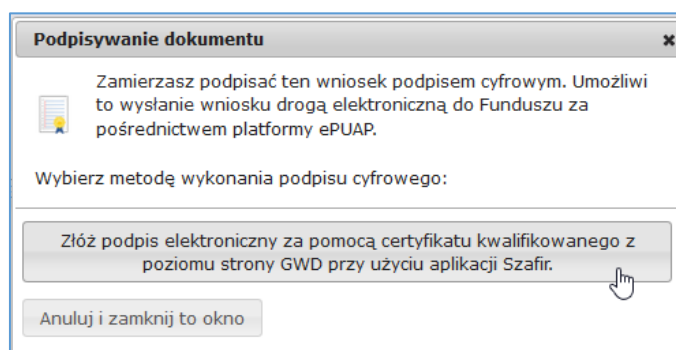 Podpisywanie dokumentu
Zamierzasz podpisać ten wniosek podpisem cyfrowym. Umożliwi
to wysłanie wniosku drogą elektroniczną do Funduszu za
pośrednictwem platformy ePUAP.
Wybierz metodę wykonania podpisu cyfrowego:
Złóż podpis elektroniczny za pomocą certyfikatu kwalifikowanego z
poziomu strony GWD przy użyciu aplikacji Szafir.
Anuluj i zamknij to okno